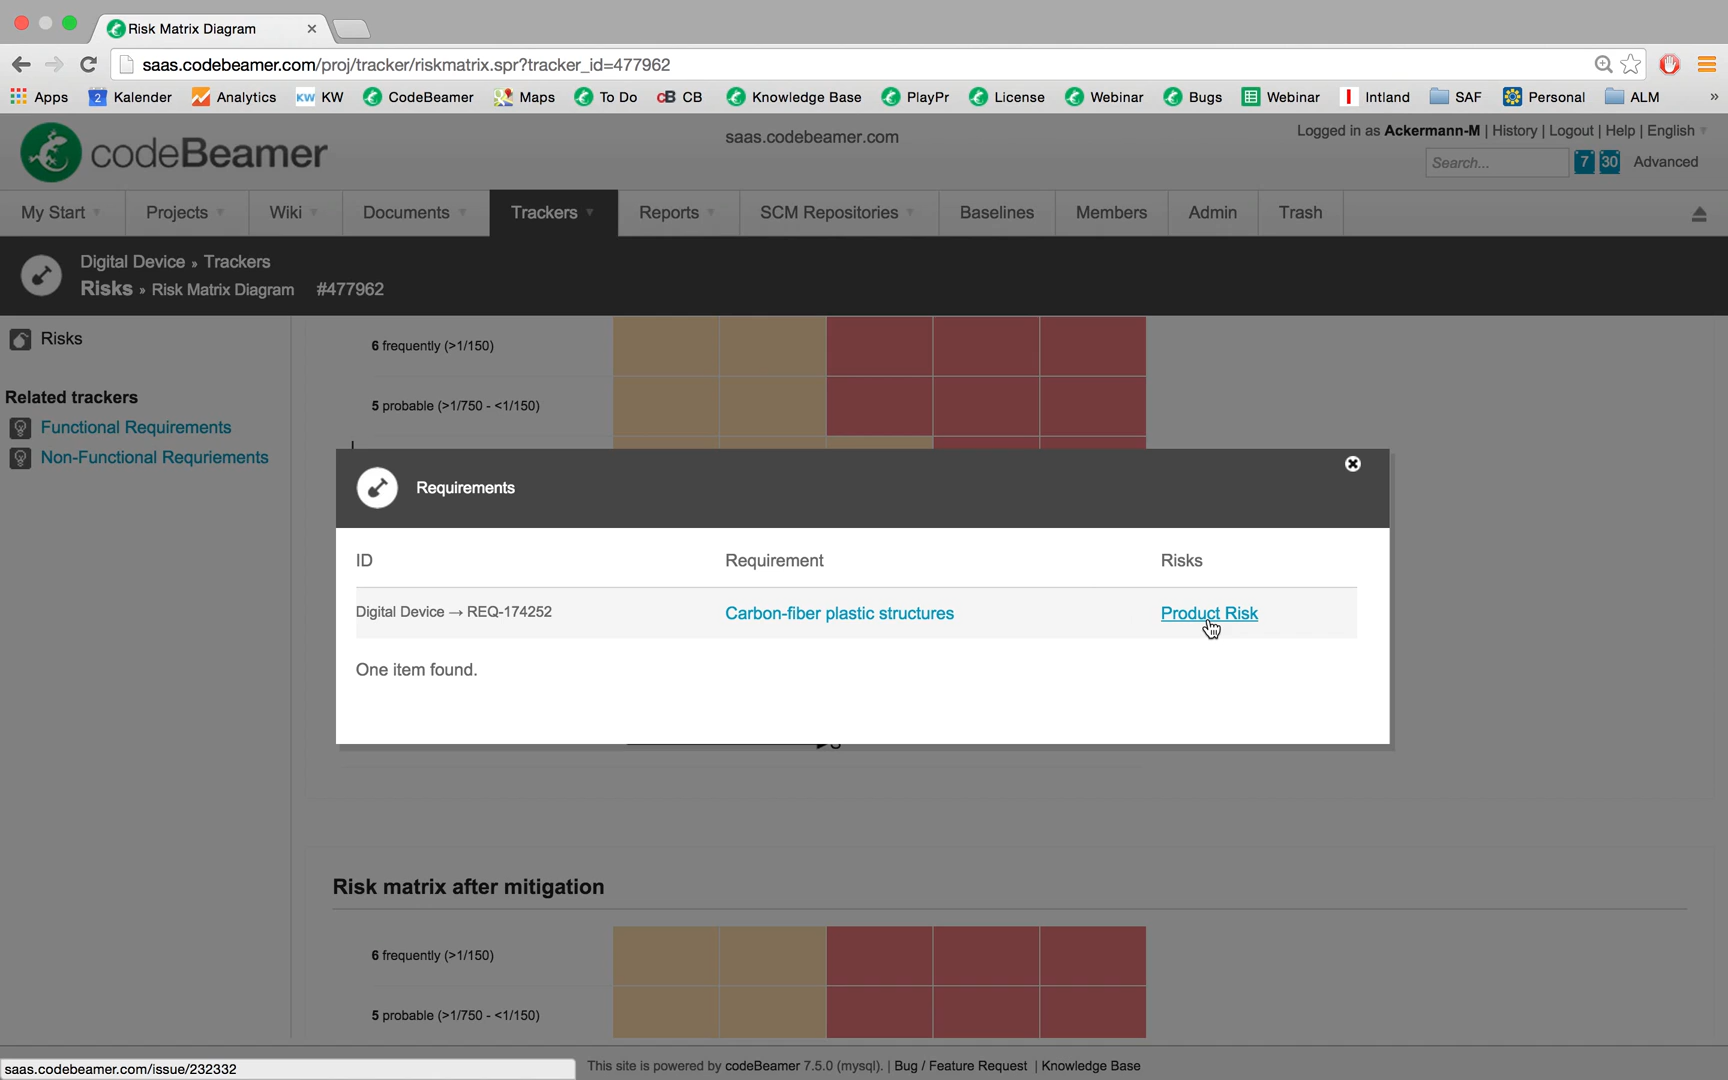 Risk Matrix Diagram
saas.codebeamer.com/proj/tracker/riskmatrix.spr?tracker_id=477962
Apps 2 Kalender Analytics KW KW CodeBeamer Maps To Do cB CB Knowledge Base PlayPr License Webinar Bugs Webinar Intland SAF Personal ALM »
codeBeamer
saas.codebeamer.com
Logged in as Ackermann-M | History | Logout | Help | English
Search... 7 30 Advanced
My Start Projects Wiki Documents Trackers Reports SCM Repositories Baselines Members Admin Trash
Digital Device » Trackers
Risks » Risk Matrix Diagram #477962
Risks
Related trackers
Functional Requirements
Non-Functional Requriements
6 frequently (>1/150)
5 probable (>1/750 - <1/150)
Requirements
ID Requirement Risks
Digital Device → REQ-174252 Carbon-fiber plastic structures Product Risk
One item found.
Risk matrix after mitigation
6 frequently (>1/150)
5 probable (>1/750 - <1/150)
saas.codebeamer.com/issue/232332
This site is powered by codeBeamer 7.5.0 (mysql). | Bug / Feature Request | Knowledge Base